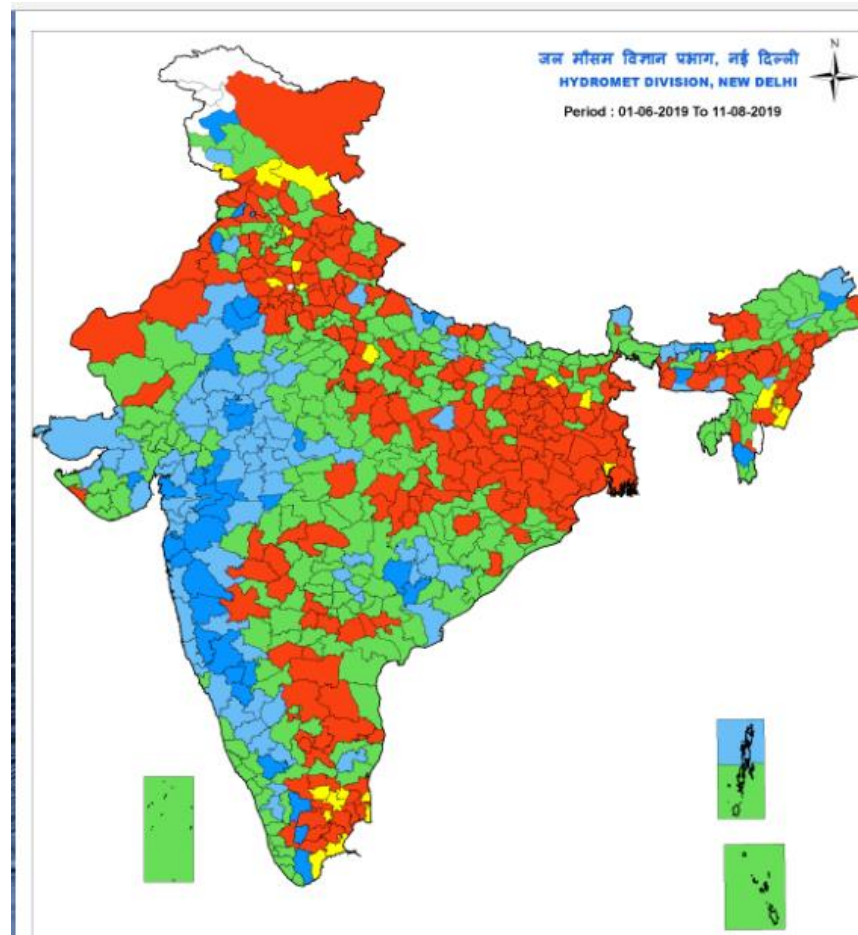 जल मौसम विज्ञान प्रभाग, नई दिल्ली
HYDROMET DIVISION, NEW DELHI
N
Period : 01-06-2019 To 11-08-2019